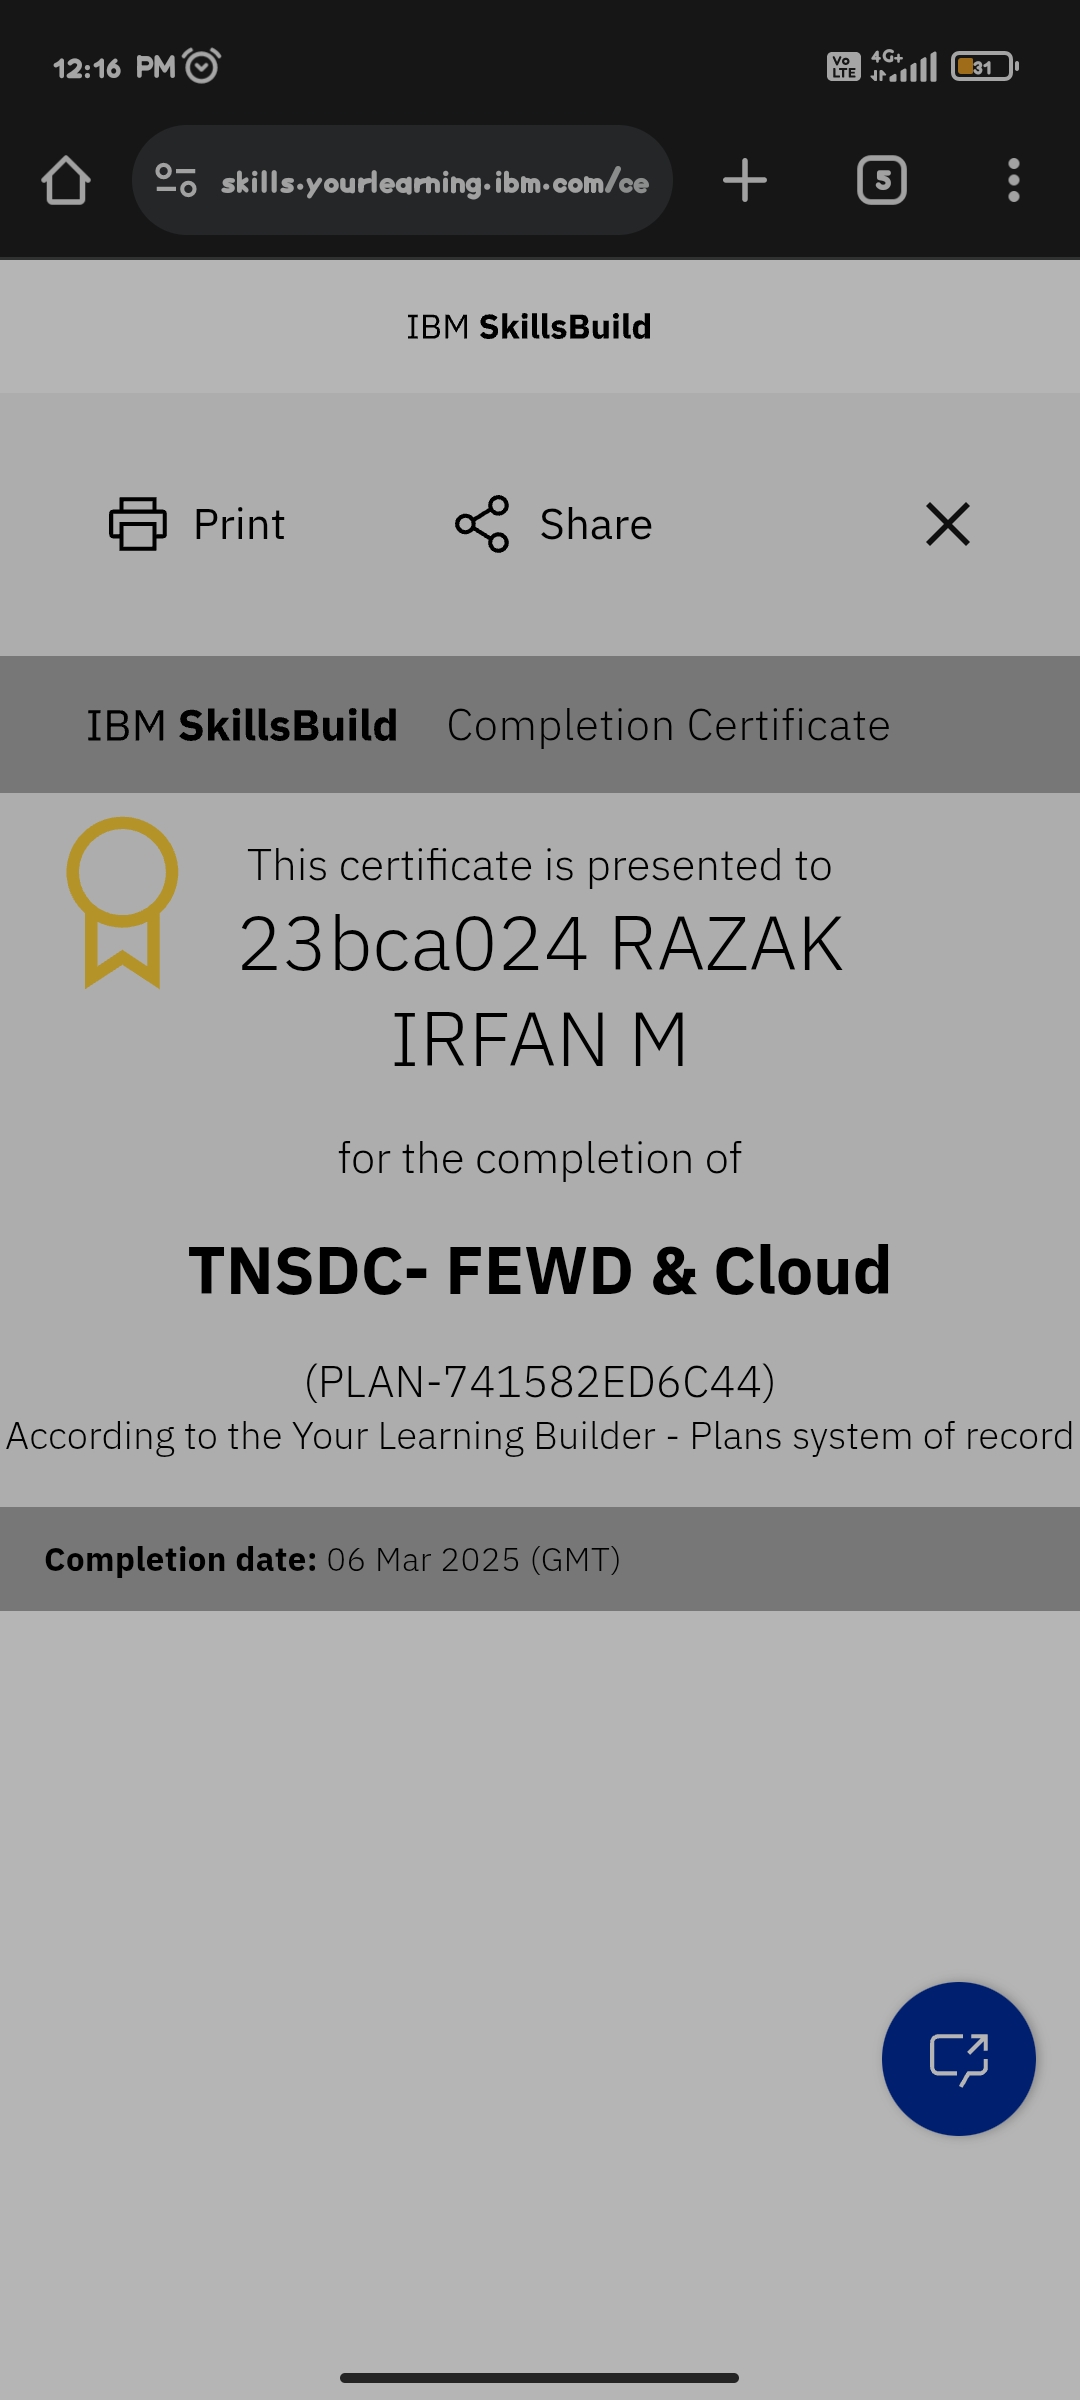 12:16 PM
Vo LTE 4G+ 31
skills.yourlearning.ibm.com/ce
5
IBM SkillsBuild
Print Share
IBM SkillsBuild Completion Certificate
This certificate is presented to
23bca024 RAZAK
IRFAN M
for the completion of
TNSDC- FEWD & Cloud
(PLAN-741582ED6C44)
According to the Your Learning Builder - Plans system of record
Completion date: 06 Mar 2025 (GMT)